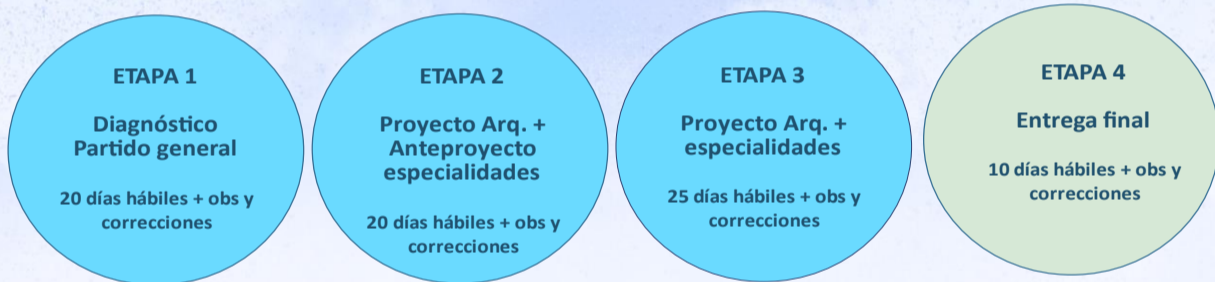 ETAPA 1
Diagnóstico
Partido general
20 días hábiles + obs y
correcciones
ETAPA 2
Proyecto Arq. +
Anteproyecto
especialidades
20 días hábiles + obs y
correcciones
ETAPA 3
Proyecto Arq. +
especialidades
25 días hábiles + obs y
correcciones
ETAPA 4
Entrega final
10 días hábiles + obs y
correcciones